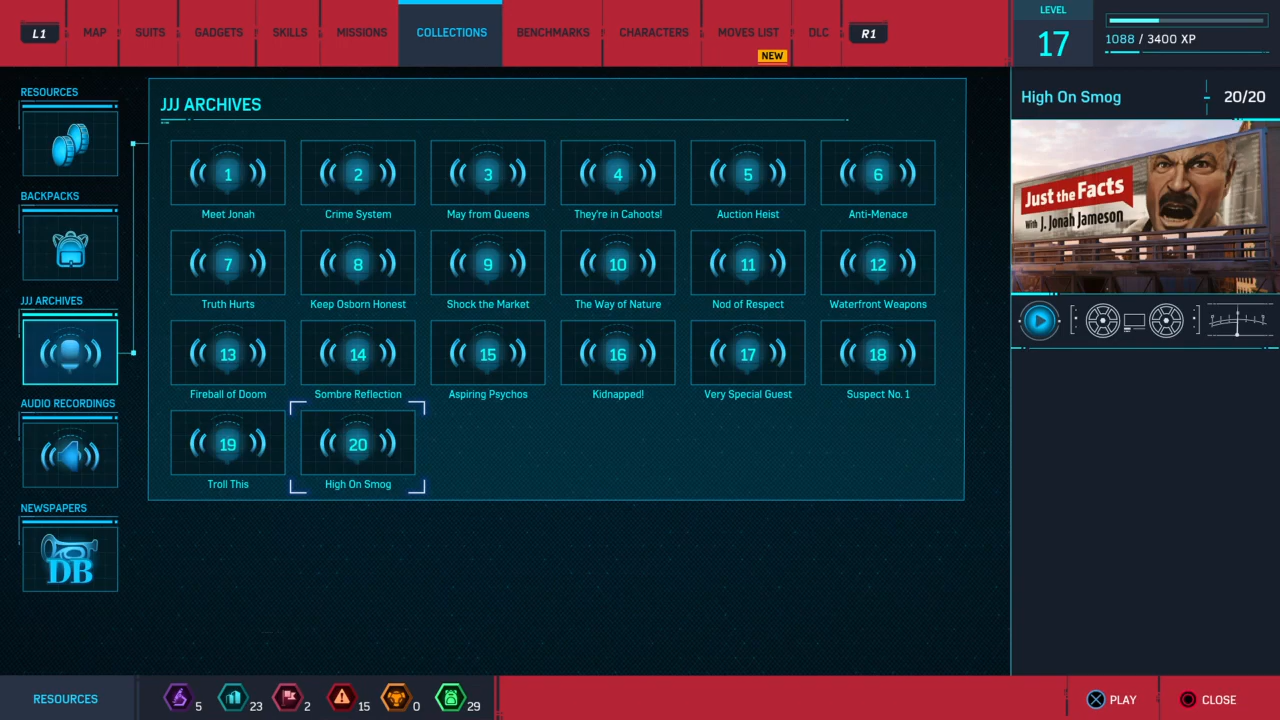 L1 MAP SUITS GADGETS SKILLS MISSIONS COLLECTIONS BENCHMARKS CHARACTERS MOVES LIST DLC R1
NEW
LEVEL
17
1088 / 3400 XP
RESOURCES
BACKPACKS
JJJ ARCHIVES
AUDIO RECORDINGS
NEWSPAPERS
DB
JJJ ARCHIVES
1 2 3 4 5 6
Meet Jonah Crime System May from Queens They're in Cahoots! Auction Heist Anti-Menace
7 8 9 10 11 12
Truth Hurts Keep Osborn Honest Shock the Market The Way of Nature Nod of Respect Waterfront Weapons
13 14 15 16 17 18
Fireball of Doom Sombre Reflection Aspiring Psychos Kidnapped! Very Special Guest Suspect No. 1
19 20
Troll This High On Smog
High On Smog 20/20
Just the Facts
With J. Jonah Jameson
RESOURCES 5 23 2 15 0 29
PLAY CLOSE